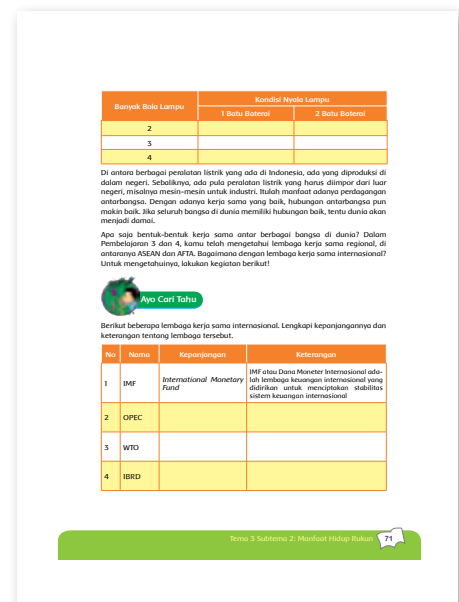 Banyak Bola Lampu
Kondisi Nyala Lampu
1 Batu Baterai
2 Batu Baterai
2
3
4
Di antara berbagai peralatan listrik yang ada di Indonesia, ada yang diproduksi di
dalam negeri. Sebaliknya, ada pula peralatan listrik yang harus diimpor dari luar
negeri, misalnya mesin-mesin untuk industri. Itulah manfaat adanya perdagangan
antarbangsa. Dengan adanya kerja sama yang baik, hubungan antarbangsa pun
makin baik. Jika seluruh bangsa di dunia memiliki hubungan baik, tentu dunia akan
menjadi damai.
Apa saja bentuk-bentuk kerja sama antar berbagai bangsa di dunia? Dalam
Pembelajaran 3 dan 4, kamu telah mengetahui lembaga kerja sama regional, di
antaranya ASEAN dan AFTA. Bagaimana dengan lembaga kerja sama internasional?
Untuk mengetahuinya, lakukan kegiatan berikut!
Ayo Cari Tahu
Berikut beberapa lembaga kerja sama internasional. Lengkapi kepanjangannya dan
keterangan tentang lembaga tersebut.
No Nama Kepanjangan Keterangan
1 IMF
International Monetary
Fund
IMF atau Dana Moneter Internasional ada-
lah lembaga keuangan internasional yang
didirikan untuk menciptakan stabilitas
sistem keuangan internasional
2 OPEC
3 WTO
4 IBRD
Tema 3 Subtema 2: Manfaat Hidup Rukun
71